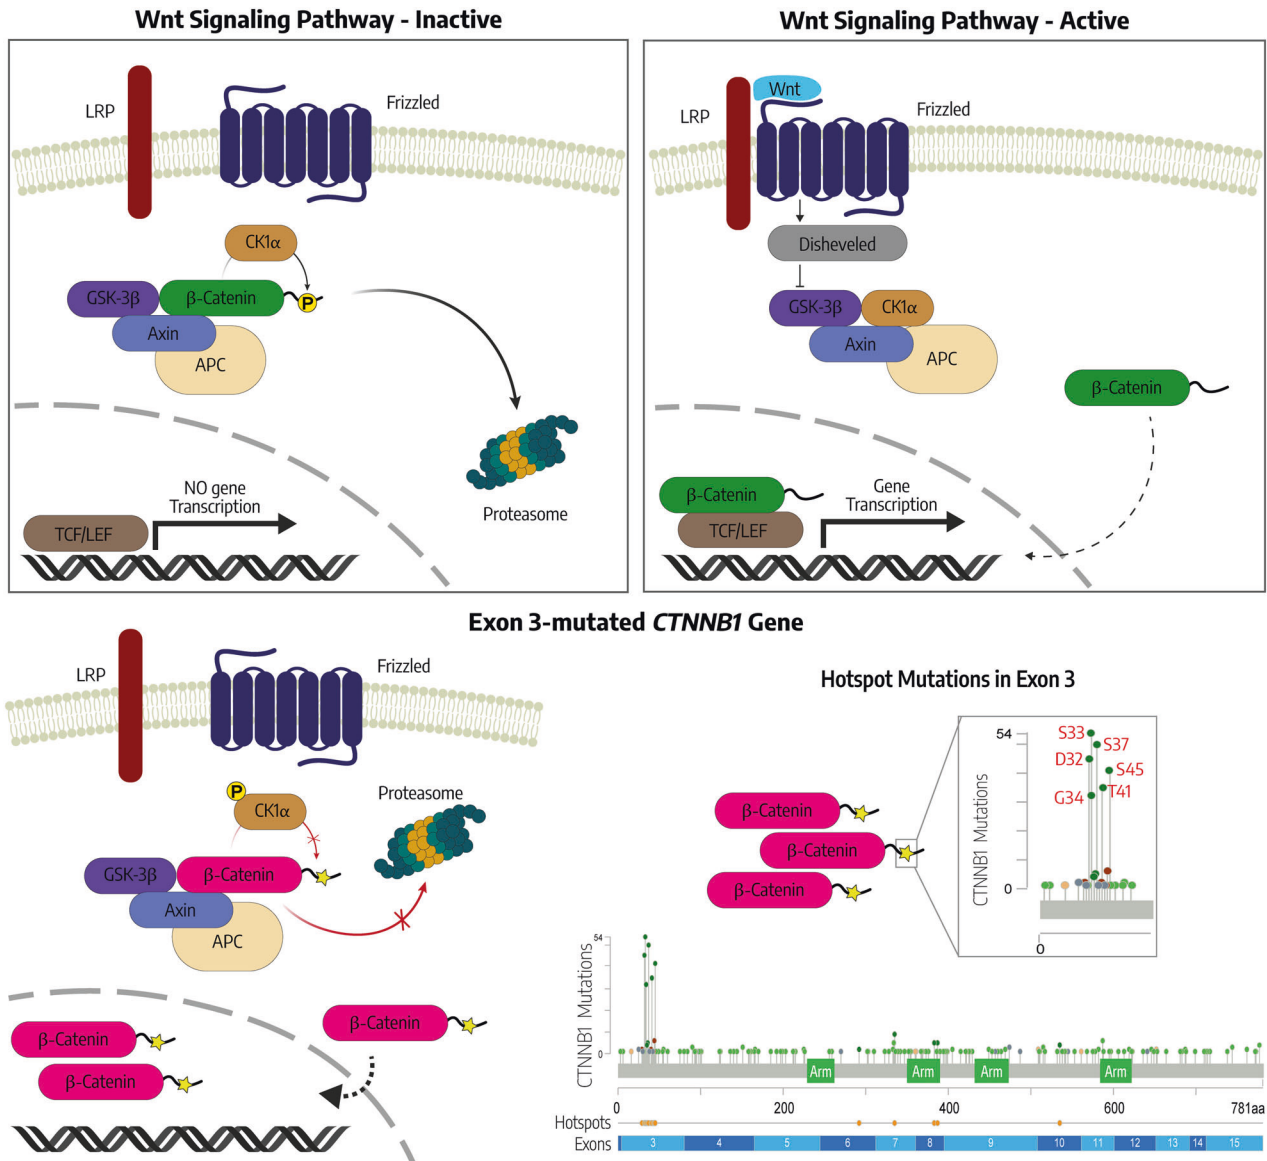 Wnt Signaling Pathway - Inactive
LRP
Frizzled
CK1α
GSK-3β
β-Catenin
P
Axin
APC
NO gene
Transcription
Proteasome
TCF/LEF
Wnt Signaling Pathway - Active
Wnt
LRP
Frizzled
Disheveled
GSK-3β
CK1α
Axin
APC
β-Catenin
β-Catenin
Gene
Transcription
TCF/LEF
Exon 3-mutated CTNNB1 Gene
LRP
Frizzled
P
CK1α
Proteasome
GSK-3β
β-Catenin
Axin
APC
β-Catenin
β-Catenin
β-Catenin
Hotspot Mutations in Exon 3
β-Catenin
β-Catenin
β-Catenin
CTNNB1 Mutations
54
0
S33
S37
D32
S45
G34
T41
0
CTNNB1 Mutations
54
0
Arm
Arm
Arm
Arm
0
200
400
600
781aa
Hotspots
Exons
3
4
5
6
7
8
9
10
11
12
13
14
15